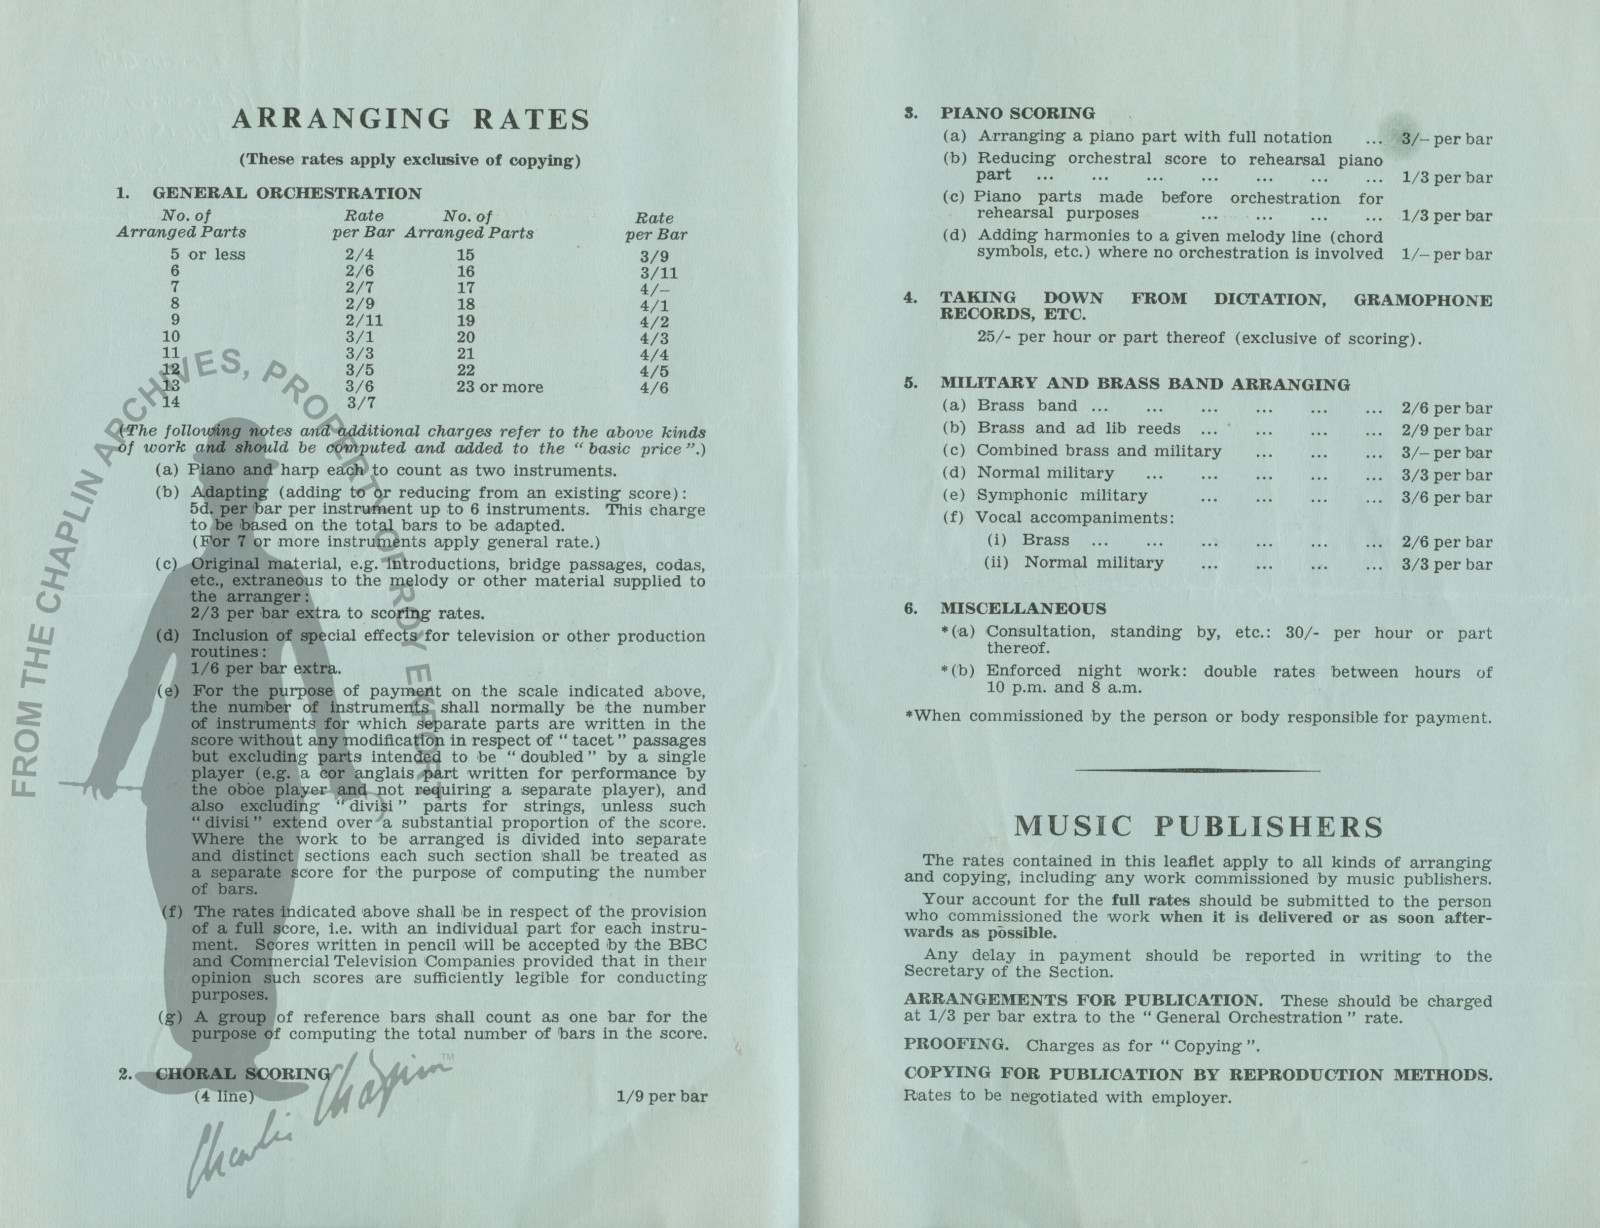 ARRANGING RATES
(These rates apply exclusive of copying)
1. GENERAL ORCHESTRATION
No. of Rate No. of Rate
Arranged Parts per Bar Arranged Parts per Bar
5 or less 2/4 15 3/9
6 2/6 16 3/11
7 2/7 17 4/–
8 2/9 18 4/1
9 2/11 19 4/2
10 3/1 20 4/3
11 3/3 21 4/4
12 3/5 22 4/5
13 3/6 23 or more 4/6
14 3/7
(The following notes and additional charges refer to the above kinds
of work and should be computed and added to the "basic price".)
(a) Piano and harp each to count as two instruments.
(b) Adapting (adding to or reducing from an existing score):
5d. per bar per instrument up to 6 instruments. This charge
to be based on the total bars to be adapted.
(For 7 or more instruments apply general rate.)
(c) Original material, e.g. introductions, bridge passages, codas,
etc., extraneous to the melody or other material supplied to
the arranger:
2/3 per bar extra to scoring rates.
(d) Inclusion of special effects for television or other production
routines:
1/6 per bar extra.
(e) For the purpose of payment on the scale indicated above,
the number of instruments shall normally be the number
of instruments for which separate parts are written in the
score without any modification in respect of "tacet" passages
but excluding parts intended to be "doubled" by a single
player (e.g. a cor anglais part written for performance by
the oboe player and not requiring a separate player), and
also excluding "divisi" parts for strings, unless such
"divisi" extend over a substantial proportion of the score.
Where the work to be arranged is divided into separate
and distinct sections each such section shall be treated as
a separate score for the purpose of computing the number
of bars.
(f) The rates indicated above shall be in respect of the provision
of a full score, i.e. with an individual part for each instru-
ment. Scores written in pencil will be accepted by the BBC
and Commercial Television Companies provided that in their
opinion such scores are sufficiently legible for conducting
purposes.
(g) A group of reference bars shall count as one bar for the
purpose of computing the total number of bars in the score.
2. CHORAL SCORING
(4 line) 1/9 per bar
FROM THE CHAPLIN ARCHIVES, PROPERTY OF ROY EXPORT
Charlie Chaplin™
3. PIANO SCORING
(a) Arranging a piano part with full notation ... 3/– per bar
(b) Reducing orchestral score to rehearsal piano
part ... ... ... ... ... ... ... 1/3 per bar
(c) Piano parts made before orchestration for
rehearsal purposes ... ... ... ... 1/3 per bar
(d) Adding harmonies to a given melody line (chord
symbols, etc.) where no orchestration is involved 1/– per bar
4. TAKING DOWN FROM DICTATION, GRAMOPHONE
RECORDS, ETC.
25/- per hour or part thereof (exclusive of scoring).
5. MILITARY AND BRASS BAND ARRANGING
(a) Brass band ... ... ... ... ... ... 2/6 per bar
(b) Brass and ad lib reeds ... ... ... ... 2/9 per bar
(c) Combined brass and military ... ... ... 3/– per bar
(d) Normal military ... ... ... ... ... 3/3 per bar
(e) Symphonic military ... ... ... ... 3/6 per bar
(f) Vocal accompaniments:
(i) Brass ... ... ... ... ... ... 2/6 per bar
(ii) Normal military ... ... ... ... 3/3 per bar
6. MISCELLANEOUS
*(a) Consultation, standing by, etc.: 30/- per hour or part
thereof.
*(b) Enforced night work: double rates between hours of
10 p.m. and 8 a.m.
*When commissioned by the person or body responsible for payment.
MUSIC PUBLISHERS
The rates contained in this leaflet apply to all kinds of arranging
and copying, including any work commissioned by music publishers.
Your account for the full rates should be submitted to the person
who commissioned the work when it is delivered or as soon after-
wards as possible.
Any delay in payment should be reported in writing to the
Secretary of the Section.
ARRANGEMENTS FOR PUBLICATION. These should be charged
at 1/3 per bar extra to the "General Orchestration" rate.
PROOFING. Charges as for "Copying".
COPYING FOR PUBLICATION BY REPRODUCTION METHODS.
Rates to be negotiated with employer.